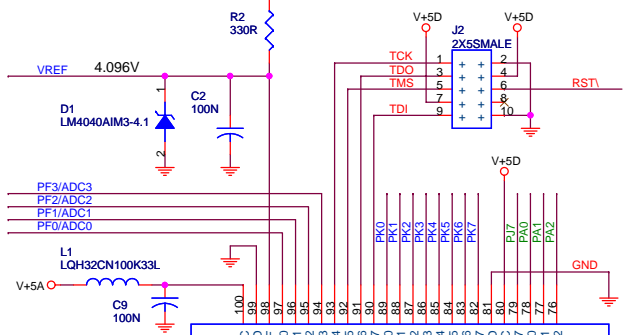 R2
330R
V+5D
V+5D
J2
2X5SMALE
VREF
4.096V
TCK
TDO
TMS
TDI
1
3
5
7
9
2
4
6
8
10
RST\
D1
LM4040AIM3-4.1
1
2
C2
100N
V+5D
PF3/ADC3
PF2/ADC2
PF1/ADC1
PF0/ADC0
PK0
PK1
PK2
PK3
PK4
PK5
PK6
PK7
PJ7
PA0
PA1
PA2
L1
LQH32CN100K33L
GND
V+5A
C9
100N
100
99
98
97
96
95
94
93
92
91
90
89
88
87
86
85
84
83
82
81
80
79
78
77
76